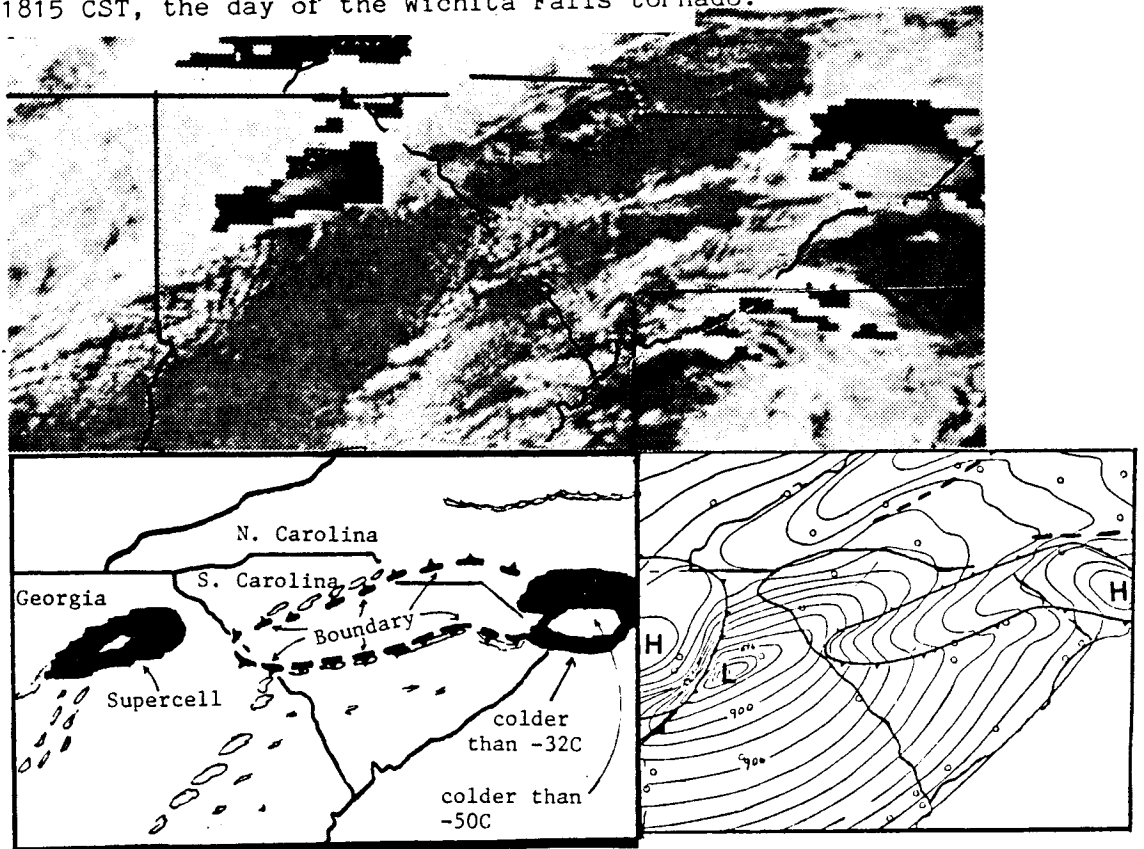 1815 CST, the day of the Wichita Falls tornado.
N. Carolina
S. Carolina
Georgia
Boundary
Supercell
colder
than -32C
colder than
-50C
H
L
H
900